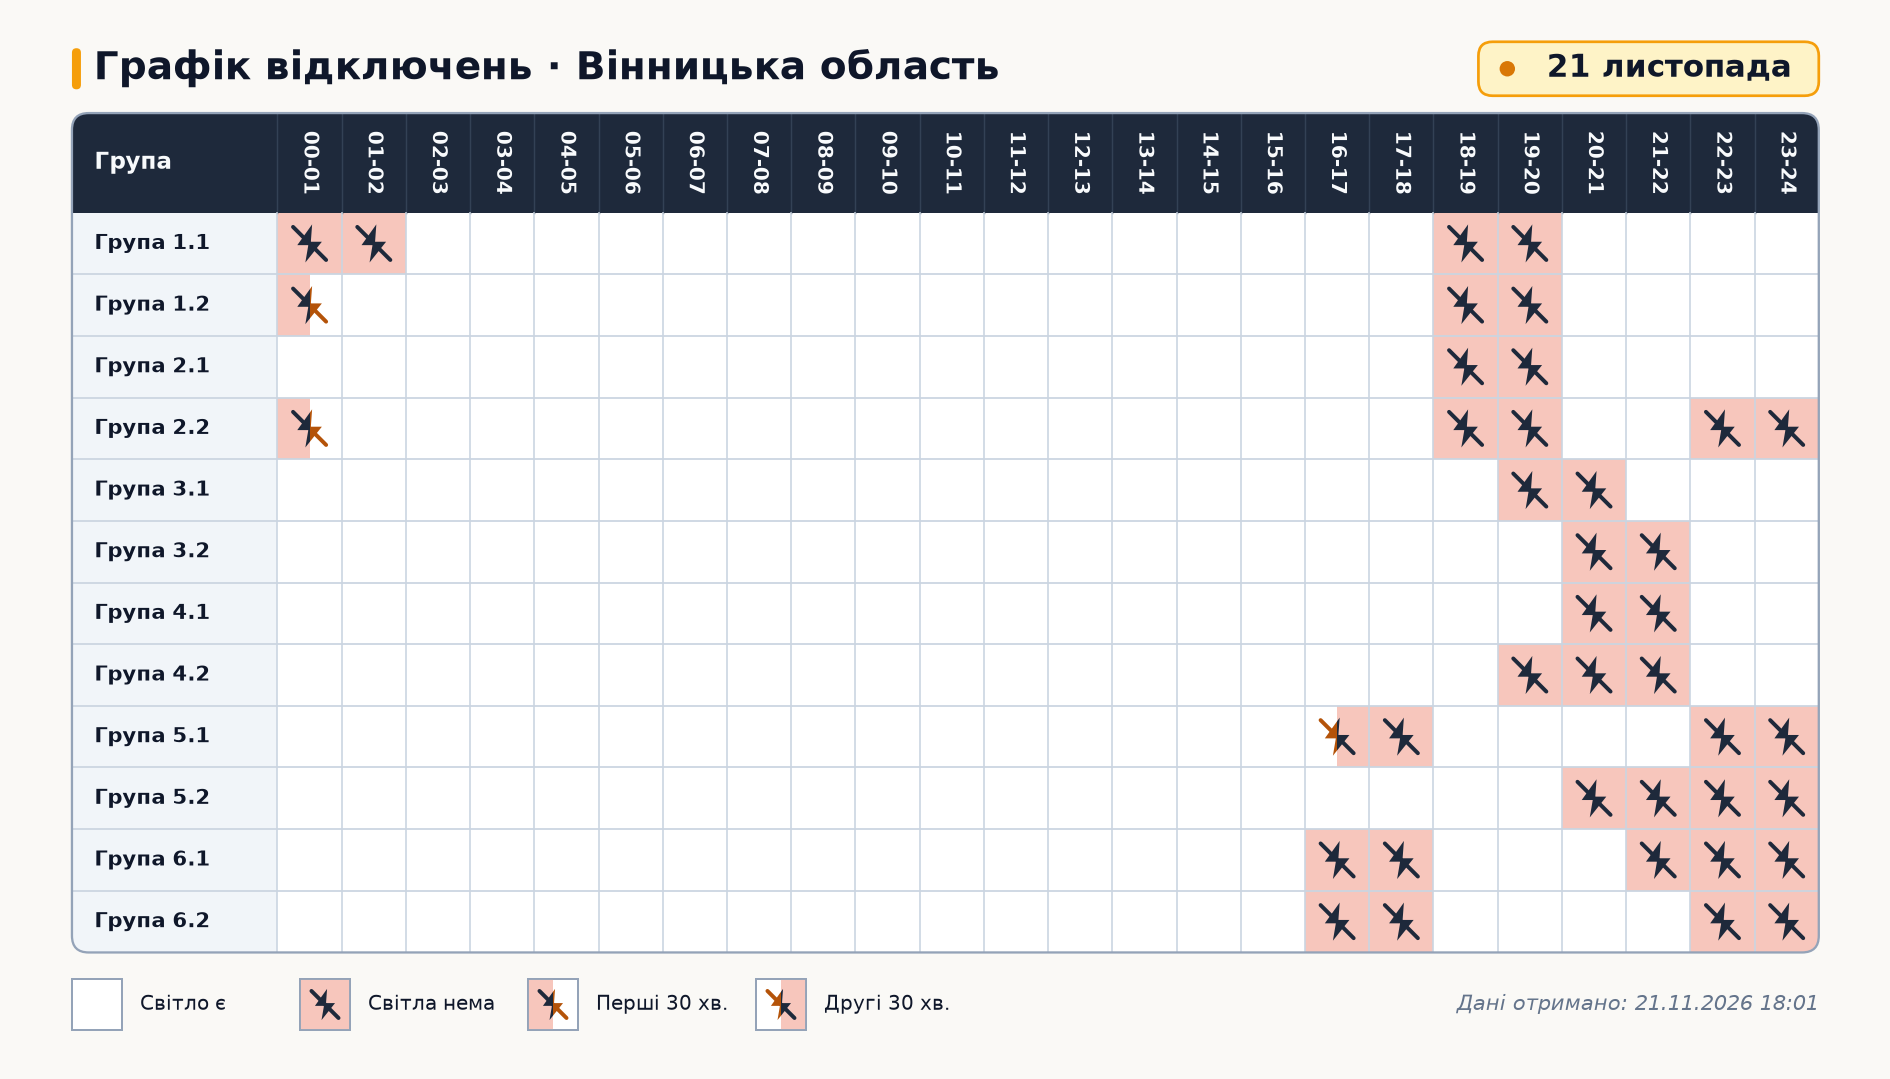 Графік відключень · Вінницька область
21 листопада
Група 00-01 01-02 02-03 03-04 04-05 05-06 06-07 07-08 08-09 09-10 10-11 11-12 12-13 13-14 14-15 15-16 16-17 17-18 18-19 19-20 20-21 21-22 22-23 23-24
Група 1.1
Група 1.2
Група 2.1
Група 2.2
Група 3.1
Група 3.2
Група 4.1
Група 4.2
Група 5.1
Група 5.2
Група 6.1
Група 6.2
Світло є Світла нема Перші 30 хв. Другі 30 хв.
Дані отримано: 21.11.2026 18:01